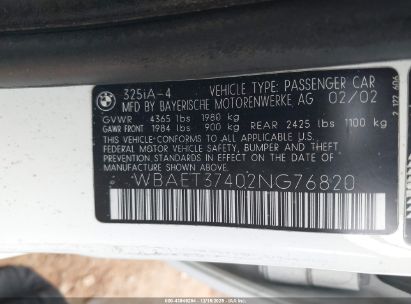 325iA-4 VEHICLE TYPE: PASSENGER CAR
MFD BY BAYERISCHE MOTORENWERKE, AG 02/02
GVWR 4365 lbs 1980 kg
GAWR FRONT 1984 lbs 900 kg REAR 2425 lbs 1100 kg
THIS VEHICLE CONFORMS TO ALL APPLICABLE U.S.
FEDERAL MOTOR VEHICLE SAFETY, BUMPER, AND THEFT
PREVENTION STANDARDS IN EFFECT ON THE DATE OF
MANUFACTURE SHOWN ABOVE.
WBAET37402NG76820